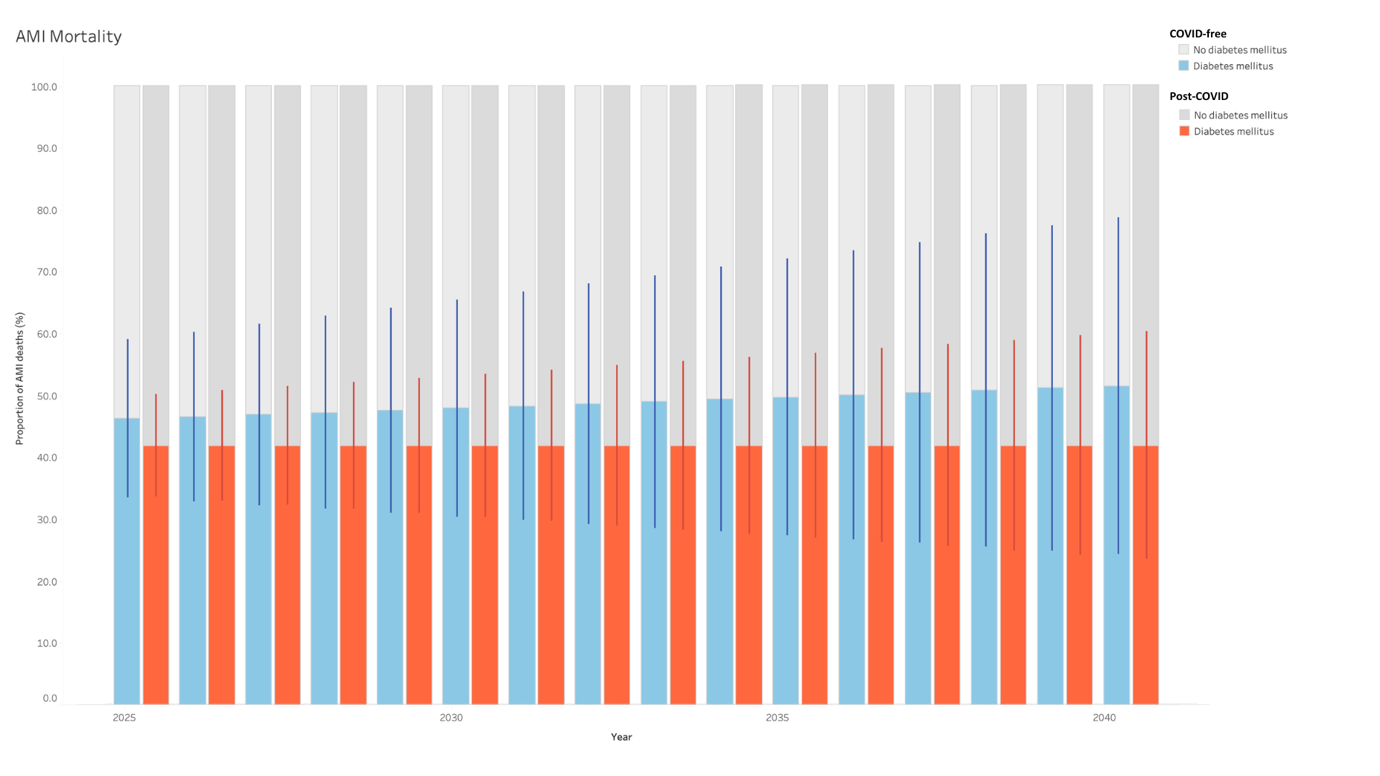 AMI Mortality
COVID-free
No diabetes mellitus
Diabetes mellitus
Post-COVID
No diabetes mellitus
Diabetes mellitus
Proportion of AMI deaths (%)
100.0
90.0
80.0
70.0
60.0
50.0
40.0
30.0
20.0
10.0
0.0
2025
2030
2035
2040
Year